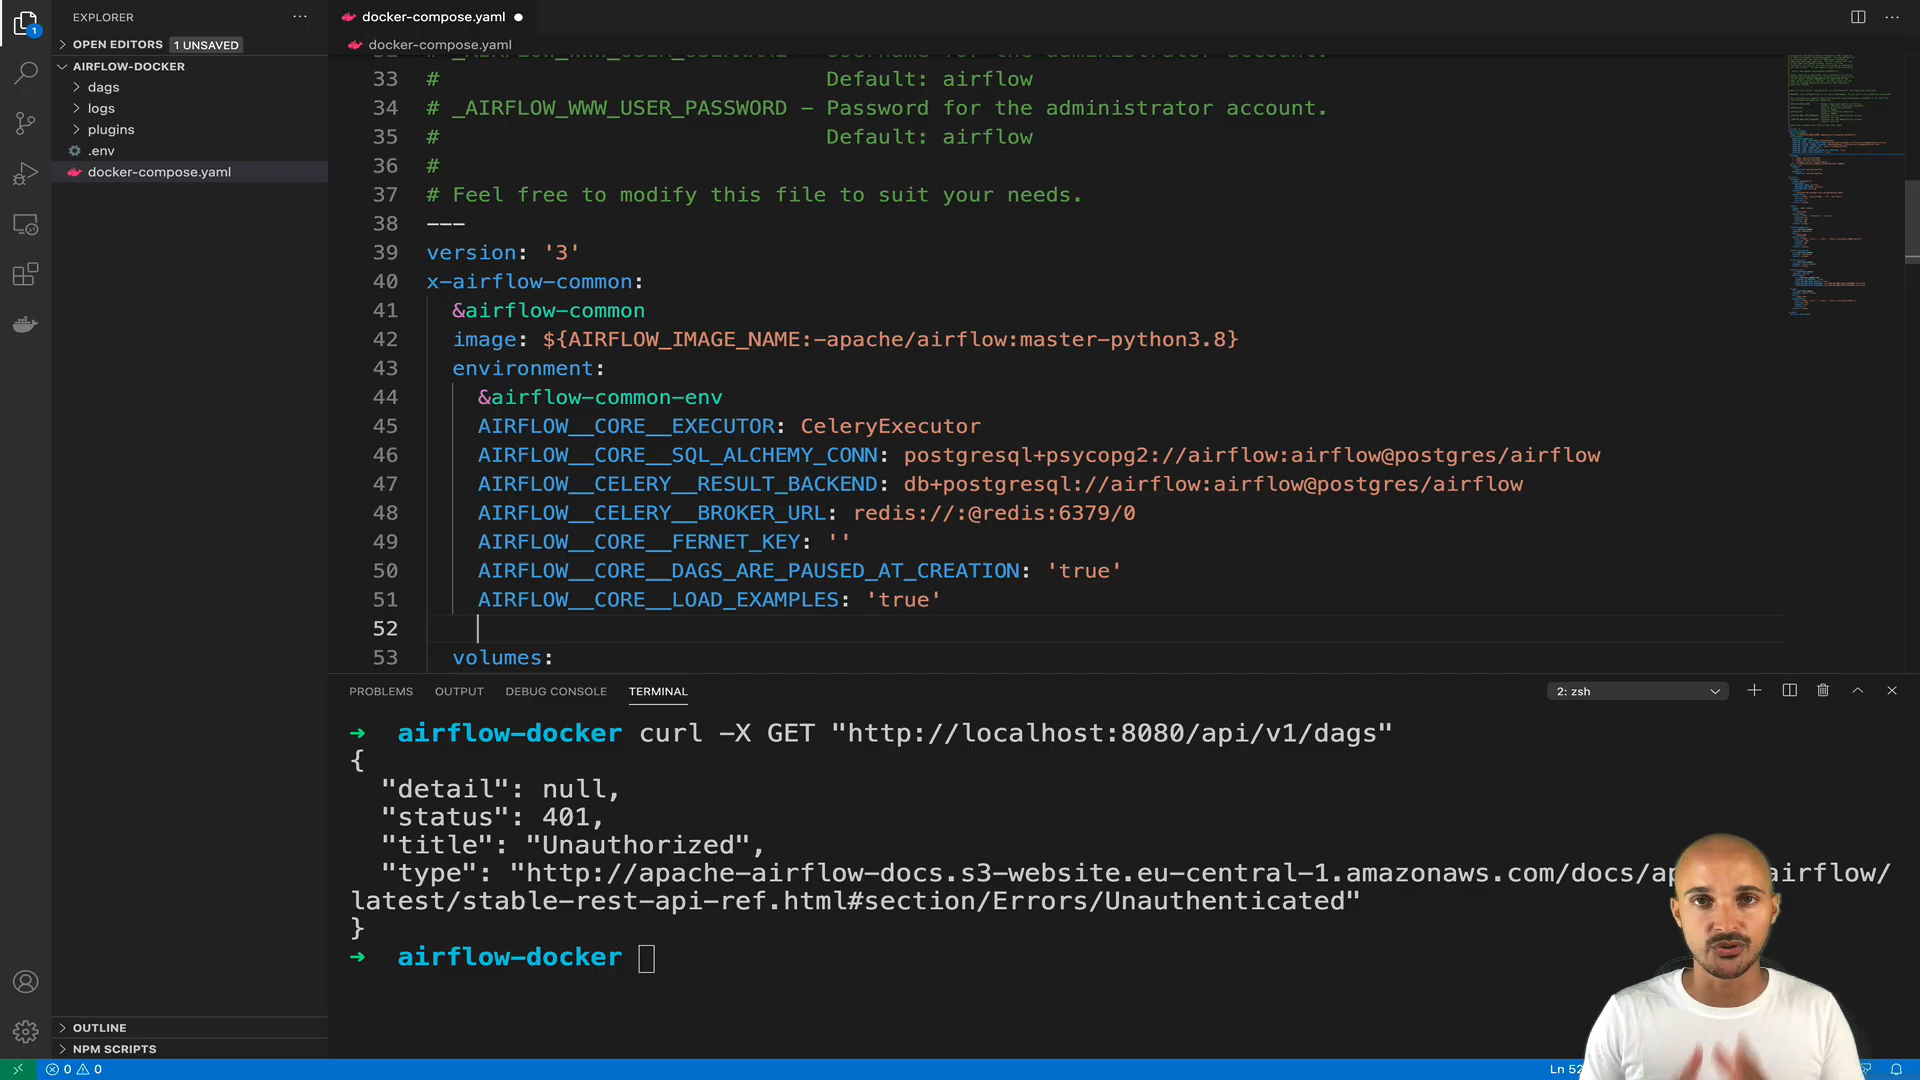 EXPLORER
1
OPEN EDITORS 1 UNSAVED
AIRFLOW-DOCKER
dags
logs
plugins
.env
docker-compose.yaml
OUTLINE
NPM SCRIPTS
docker-compose.yaml
docker-compose.yaml
33 # Default: airflow
34 # _AIRFLOW_WWW_USER_PASSWORD - Password for the administrator account.
35 # Default: airflow
36 #
37 # Feel free to modify this file to suit your needs.
38 ---
39 version: '3'
40 x-airflow-common:
41 &airflow-common
42 image: ${AIRFLOW_IMAGE_NAME:-apache/airflow:master-python3.8}
43 environment:
44 &airflow-common-env
45 AIRFLOW__CORE__EXECUTOR: CeleryExecutor
46 AIRFLOW__CORE__SQL_ALCHEMY_CONN: postgresql+psycopg2://airflow:airflow@postgres/airflow
47 AIRFLOW__CELERY__RESULT_BACKEND: db+postgresql://airflow:airflow@postgres/airflow
48 AIRFLOW__CELERY__BROKER_URL: redis://:@redis:6379/0
49 AIRFLOW__CORE__FERNET_KEY: ''
50 AIRFLOW__CORE__DAGS_ARE_PAUSED_AT_CREATION: 'true'
51 AIRFLOW__CORE__LOAD_EXAMPLES: 'true'
52
53 volumes:
PROBLEMS OUTPUT DEBUG CONSOLE TERMINAL 2: zsh
➜ airflow-docker curl -X GET "http://localhost:8080/api/v1/dags"
{
"detail": null,
"status": 401,
"title": "Unauthorized",
"type": "http://apache-airflow-docs.s3-website.eu-central-1.amazonaws.com/docs/ap airflow/
latest/stable-rest-api-ref.html#section/Errors/Unauthenticated"
}
➜ airflow-docker
0 0 Ln 52